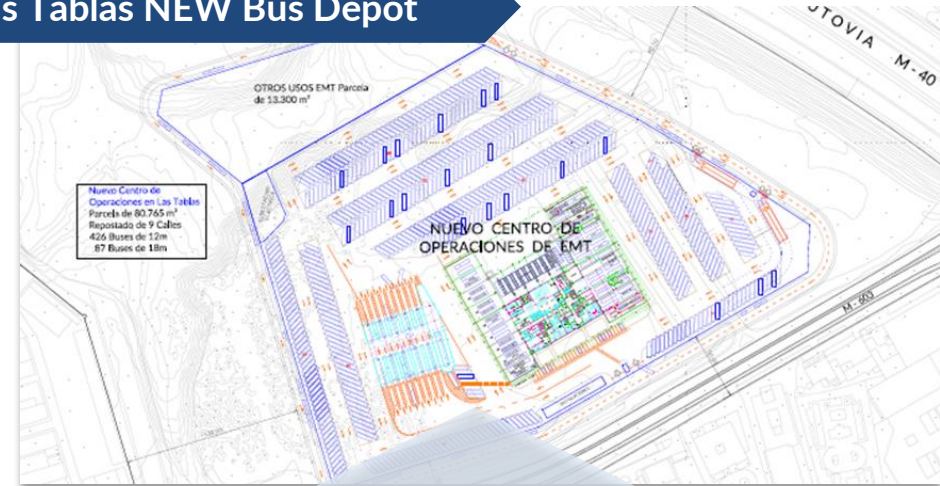 s Tablas NEW Bus Depot
UTOVIA M-40
OTROS USOS EMT Parcela
de 13.300 m²
Nuevo Centro de
Operaciones en Las Tablas
Parcela de 80.765 m²
Repostado de 9 Calles
426 Buses de 12m
87 Buses de 18m
NUEVO CENTRO DE
OPERACIONES DE EMT
M-603